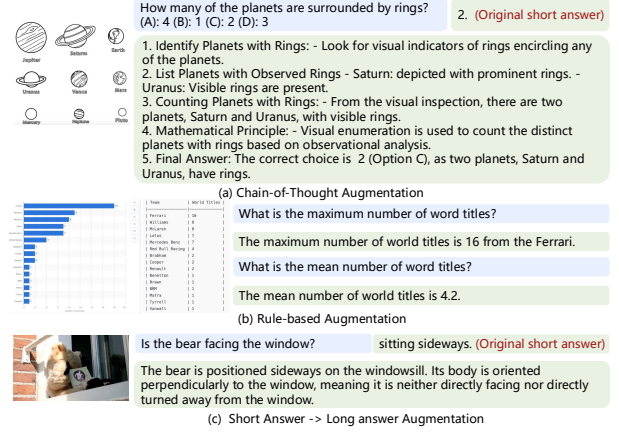 How many of the planets are surrounded by rings?
(A): 4 (B): 1 (C): 2 (D): 3
2. (Original short answer)
Jupiter
Saturn
Earth
Uranus
Venus
Mars
Mercury
Neptune
Pluto
1. Identify Planets with Rings: - Look for visual indicators of rings encircling any
of the planets.
2. List Planets with Observed Rings - Saturn: depicted with prominent rings. -
Uranus: Visible rings are present.
3. Counting Planets with Rings: - From the visual inspection, there are two
planets, Saturn and Uranus, with visible rings.
4. Mathematical Principle: - Visual enumeration is used to count the distinct
planets with rings based on observational analysis.
5. Final Answer: The correct choice is 2 (Option C), as two planets, Saturn and
Uranus, have rings.
(a) Chain-of-Thought Augmentation
| Team | World Titles |
| Ferrari | 16
| Williams | 9
| McLaren | 8
| Lotus | 7
| Mercedes Benz | 7
| Red Bull Racing | 4
| Brabham | 2
| Cooper | 2
| Renault | 2
| Benetton | 1
| Brawn | 1
| BRM | 1
| Matra | 1
| Tyrrell | 1
| Vanwall | 1
What is the maximum number of word titles?
The maximum number of world titles is 16 from the Ferrari.
What is the mean number of word titles?
The mean number of world titles is 4.2.
(b) Rule-based Augmentation
Is the bear facing the window?
sitting sideways. (Original short answer)
The bear is positioned sideways on the windowsill. Its body is oriented
perpendicularly to the window, meaning it is neither directly facing nor directly
turned away from the window.
(c) Short Answer -> Long answer Augmentation